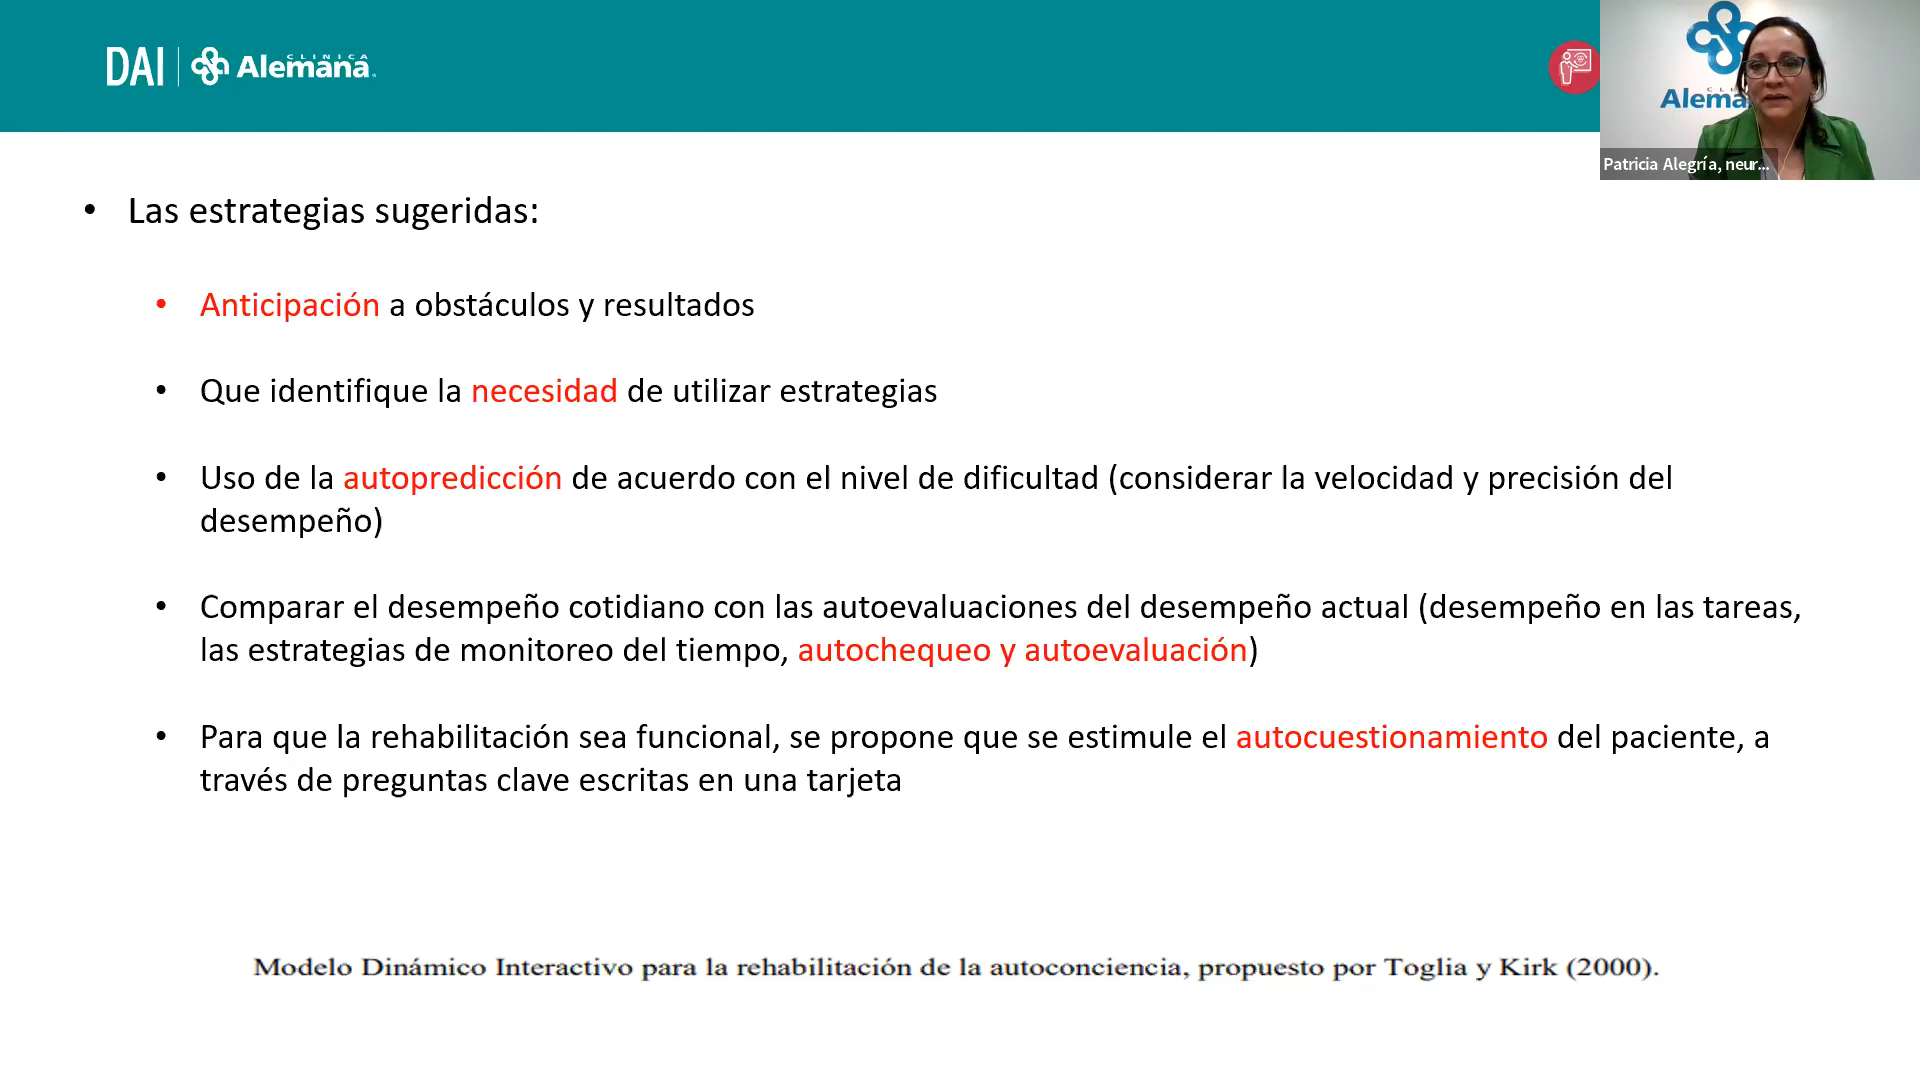 DAI
CLINICA
Alemana
CL
Alema
Patricia Alegría, neur...
• Las estrategias sugeridas:
• Anticipación a obstáculos y resultados
• Que identifique la necesidad de utilizar estrategias
• Uso de la autopredicción de acuerdo con el nivel de dificultad (considerar la velocidad y precisión del
desempeño)
• Comparar el desempeño cotidiano con las autoevaluaciones del desempeño actual (desempeño en las tareas,
las estrategias de monitoreo del tiempo, autochequeo y autoevaluación)
• Para que la rehabilitación sea funcional, se propone que se estimule el autocuestionamiento del paciente, a
través de preguntas clave escritas en una tarjeta
Modelo Dinámico Interactivo para la rehabilitación de la autoconciencia, propuesto por Toglia y Kirk (2000).